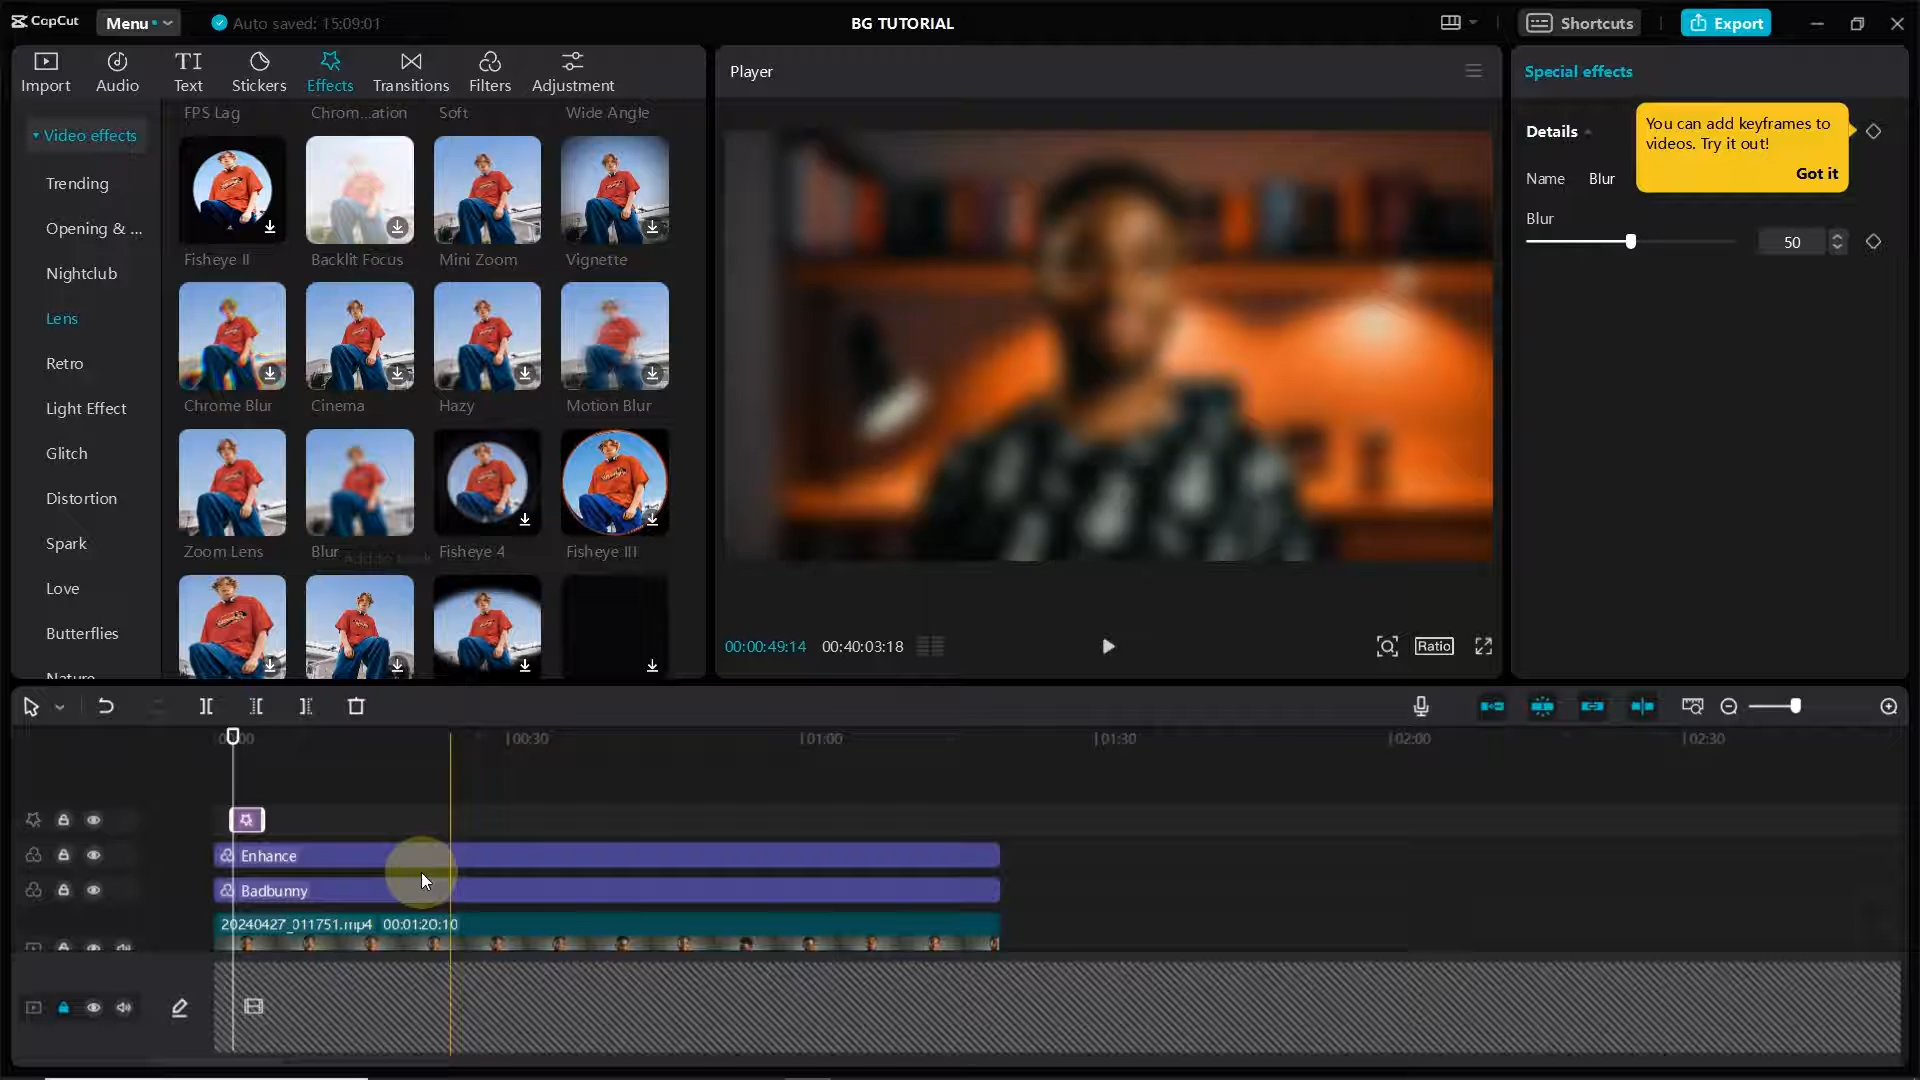 CapCut
Menu
Auto saved: 15:09:01
BG TUTORIAL
Shortcuts
Export
Import
Audio
Text
Stickers
Effects
Transitions
Filters
Adjustment
Player
Special effects
FPS Lag
Chrom...ation
Soft
Wide Angle
Video effects
Trending
Opening & ...
Nightclub
Lens
Retro
Light Effect
Glitch
Distortion
Spark
Love
Butterflies
Nature
Fisheye II
Backlit Focus
Mini Zoom
Vignette
Chrome Blur
Cinema
Hazy
Motion Blur
Zoom Lens
Blur
Fisheye 4
Fisheye III
Details
You can add keyframes to
videos. Try it out!
Got it
Name
Blur
Blur
50
00:00:49:14
00:40:03:18
Ratio
00:30
01:00
01:30
02:00
02:30
Enhance
Badbunny
20240427_011751.mp4 00:01:20:10